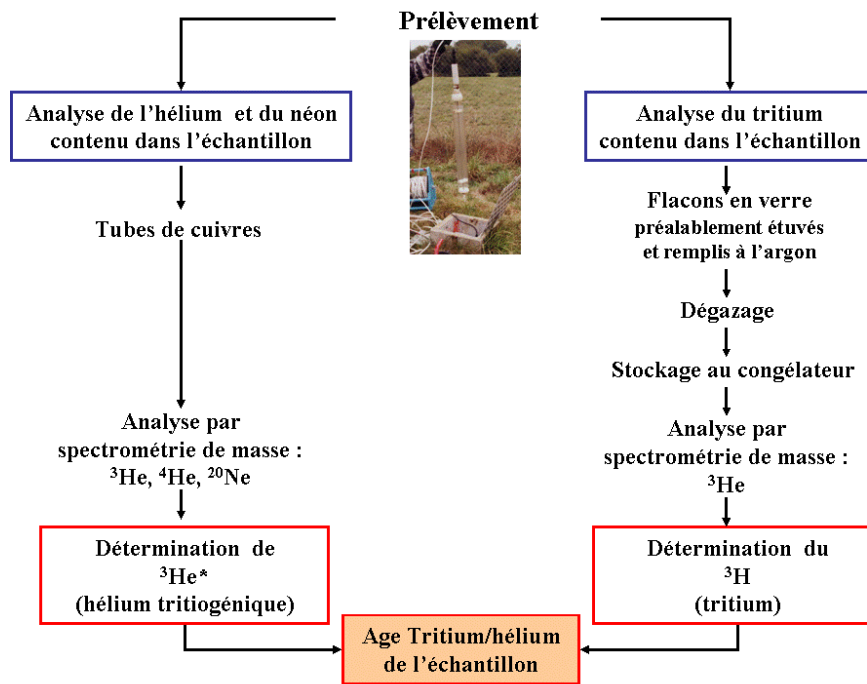 Prélèvement
Analyse de l'hélium et du néon
contenu dans l'échantillon
Tubes de cuivres
Analyse par
spectrométrie de masse :
³He, ⁴He, ²⁰Ne
Détermination de
³He*
(hélium tritiogénique)
Analyse du tritium
contenu dans l'échantillon
Flacons en verre
préalablement étuvés
et remplis à l'argon
Dégazage
Stockage au congélateur
Analyse par
spectrométrie de masse :
³He
Détermination du
³H
(tritium)
Age Tritium/hélium
de l'échantillon